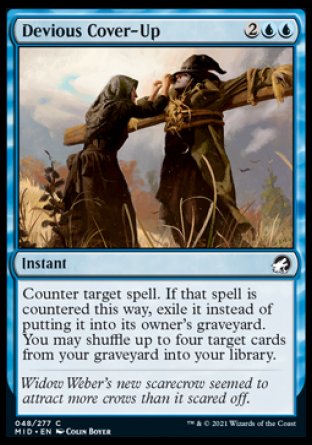 Devious Cover-Up 2
Instant
Counter target spell. If that spell is
countered this way, exile it instead of
putting it into its owner's graveyard.
You may shuffle up to four target cards
from your graveyard into your library.
Widow Weber's new scarecrow seemed to
attract more crows than it scared off.
048/277 C
MID • EN Colin Boyer ™ & © 2021 Wizards of the Coast